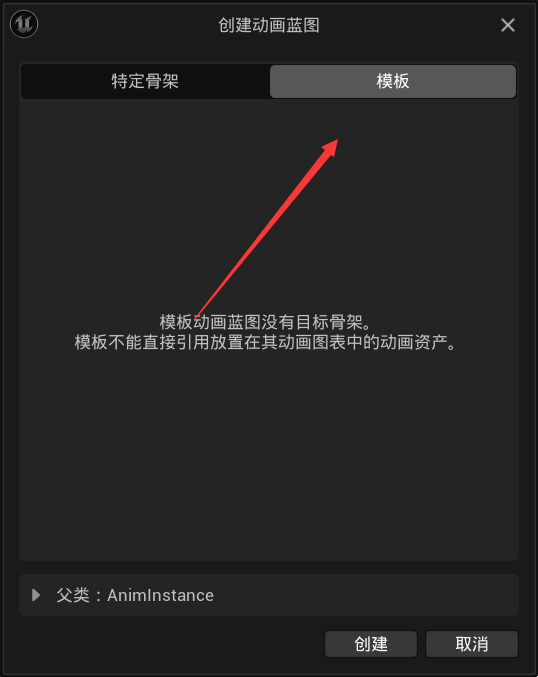 创建动画蓝图
特定骨架
模板
模板动画蓝图没有目标骨架。
模板不能直接引用放置在其动画图表中的动画资产。
父类：AnimInstance
创建
取消